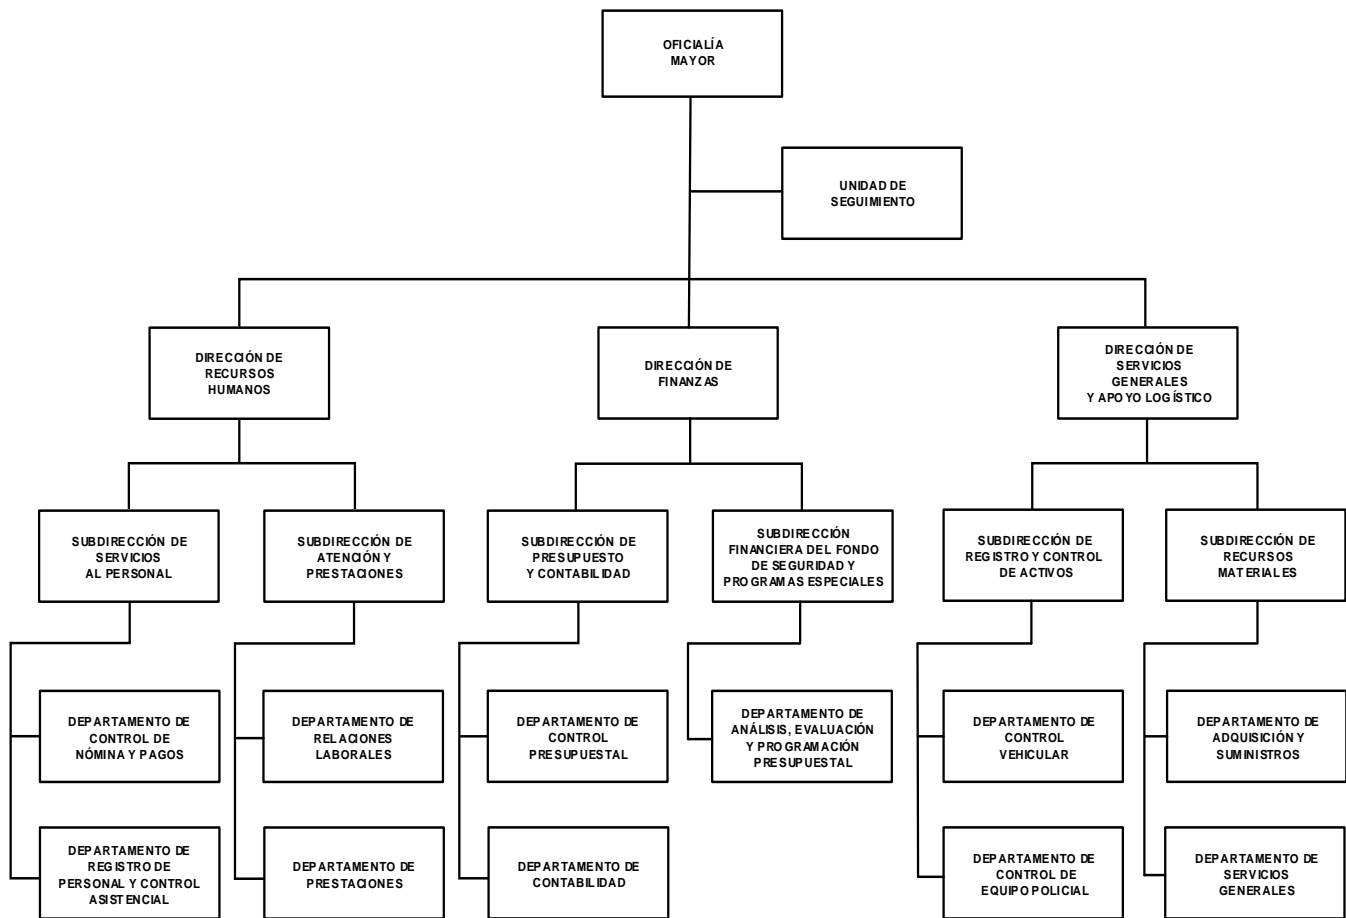 OFICIALÍA
MAYOR
UNIDAD DE
SEGUIMIENTO
DIRECCIÓN DE
RECURSOS
HUMANOS
DIRECCIÓN DE
FINANZAS
DIRECCIÓN DE
SERVICIOS
GENERALES
Y APOYO LOGÍSTICO
SUBDIRECCIÓN DE
SERVICIOS
AL PERSONAL
SUBDIRECCIÓN DE
ATENCIÓN Y
PRESTACIONES
SUBDIRECCIÓN DE
PRESUPUESTO
Y CONTABILIDAD
SUBDIRECCIÓN
FINANCIERA DEL FONDO
DE SEGURIDAD Y
PROGRAMAS ESPECIALES
SUBDIRECCIÓN DE
REGISTRO Y CONTROL
DE ACTIVOS
SUBDIRECCIÓN DE
RECURSOS
MATERIALES
DEPARTAMENTO DE
CONTROL DE
NÓMINA Y PAGOS
DEPARTAMENTO DE
RELACIONES
LABORALES
DEPARTAMENTO DE
CONTROL
PRESUPUESTAL
DEPARTAMENTO DE
ANÁLISIS, EVALUACIÓN
Y PROGRAMACIÓN
PRESUPUESTAL
DEPARTAMENTO DE
CONTROL
VEHICULAR
DEPARTAMENTO DE
ADQUISICIÓN Y
SUMINISTROS
DEPARTAMENTO DE
REGISTRO DE
PERSONAL Y CONTROL
ASISTENCIAL
DEPARTAMENTO DE
PRESTACIONES
DEPARTAMENTO DE
CONTABILIDAD
DEPARTAMENTO DE
CONTROL DE
EQUIPO POLICIAL
DEPARTAMENTO DE
SERVICIOS
GENERALES